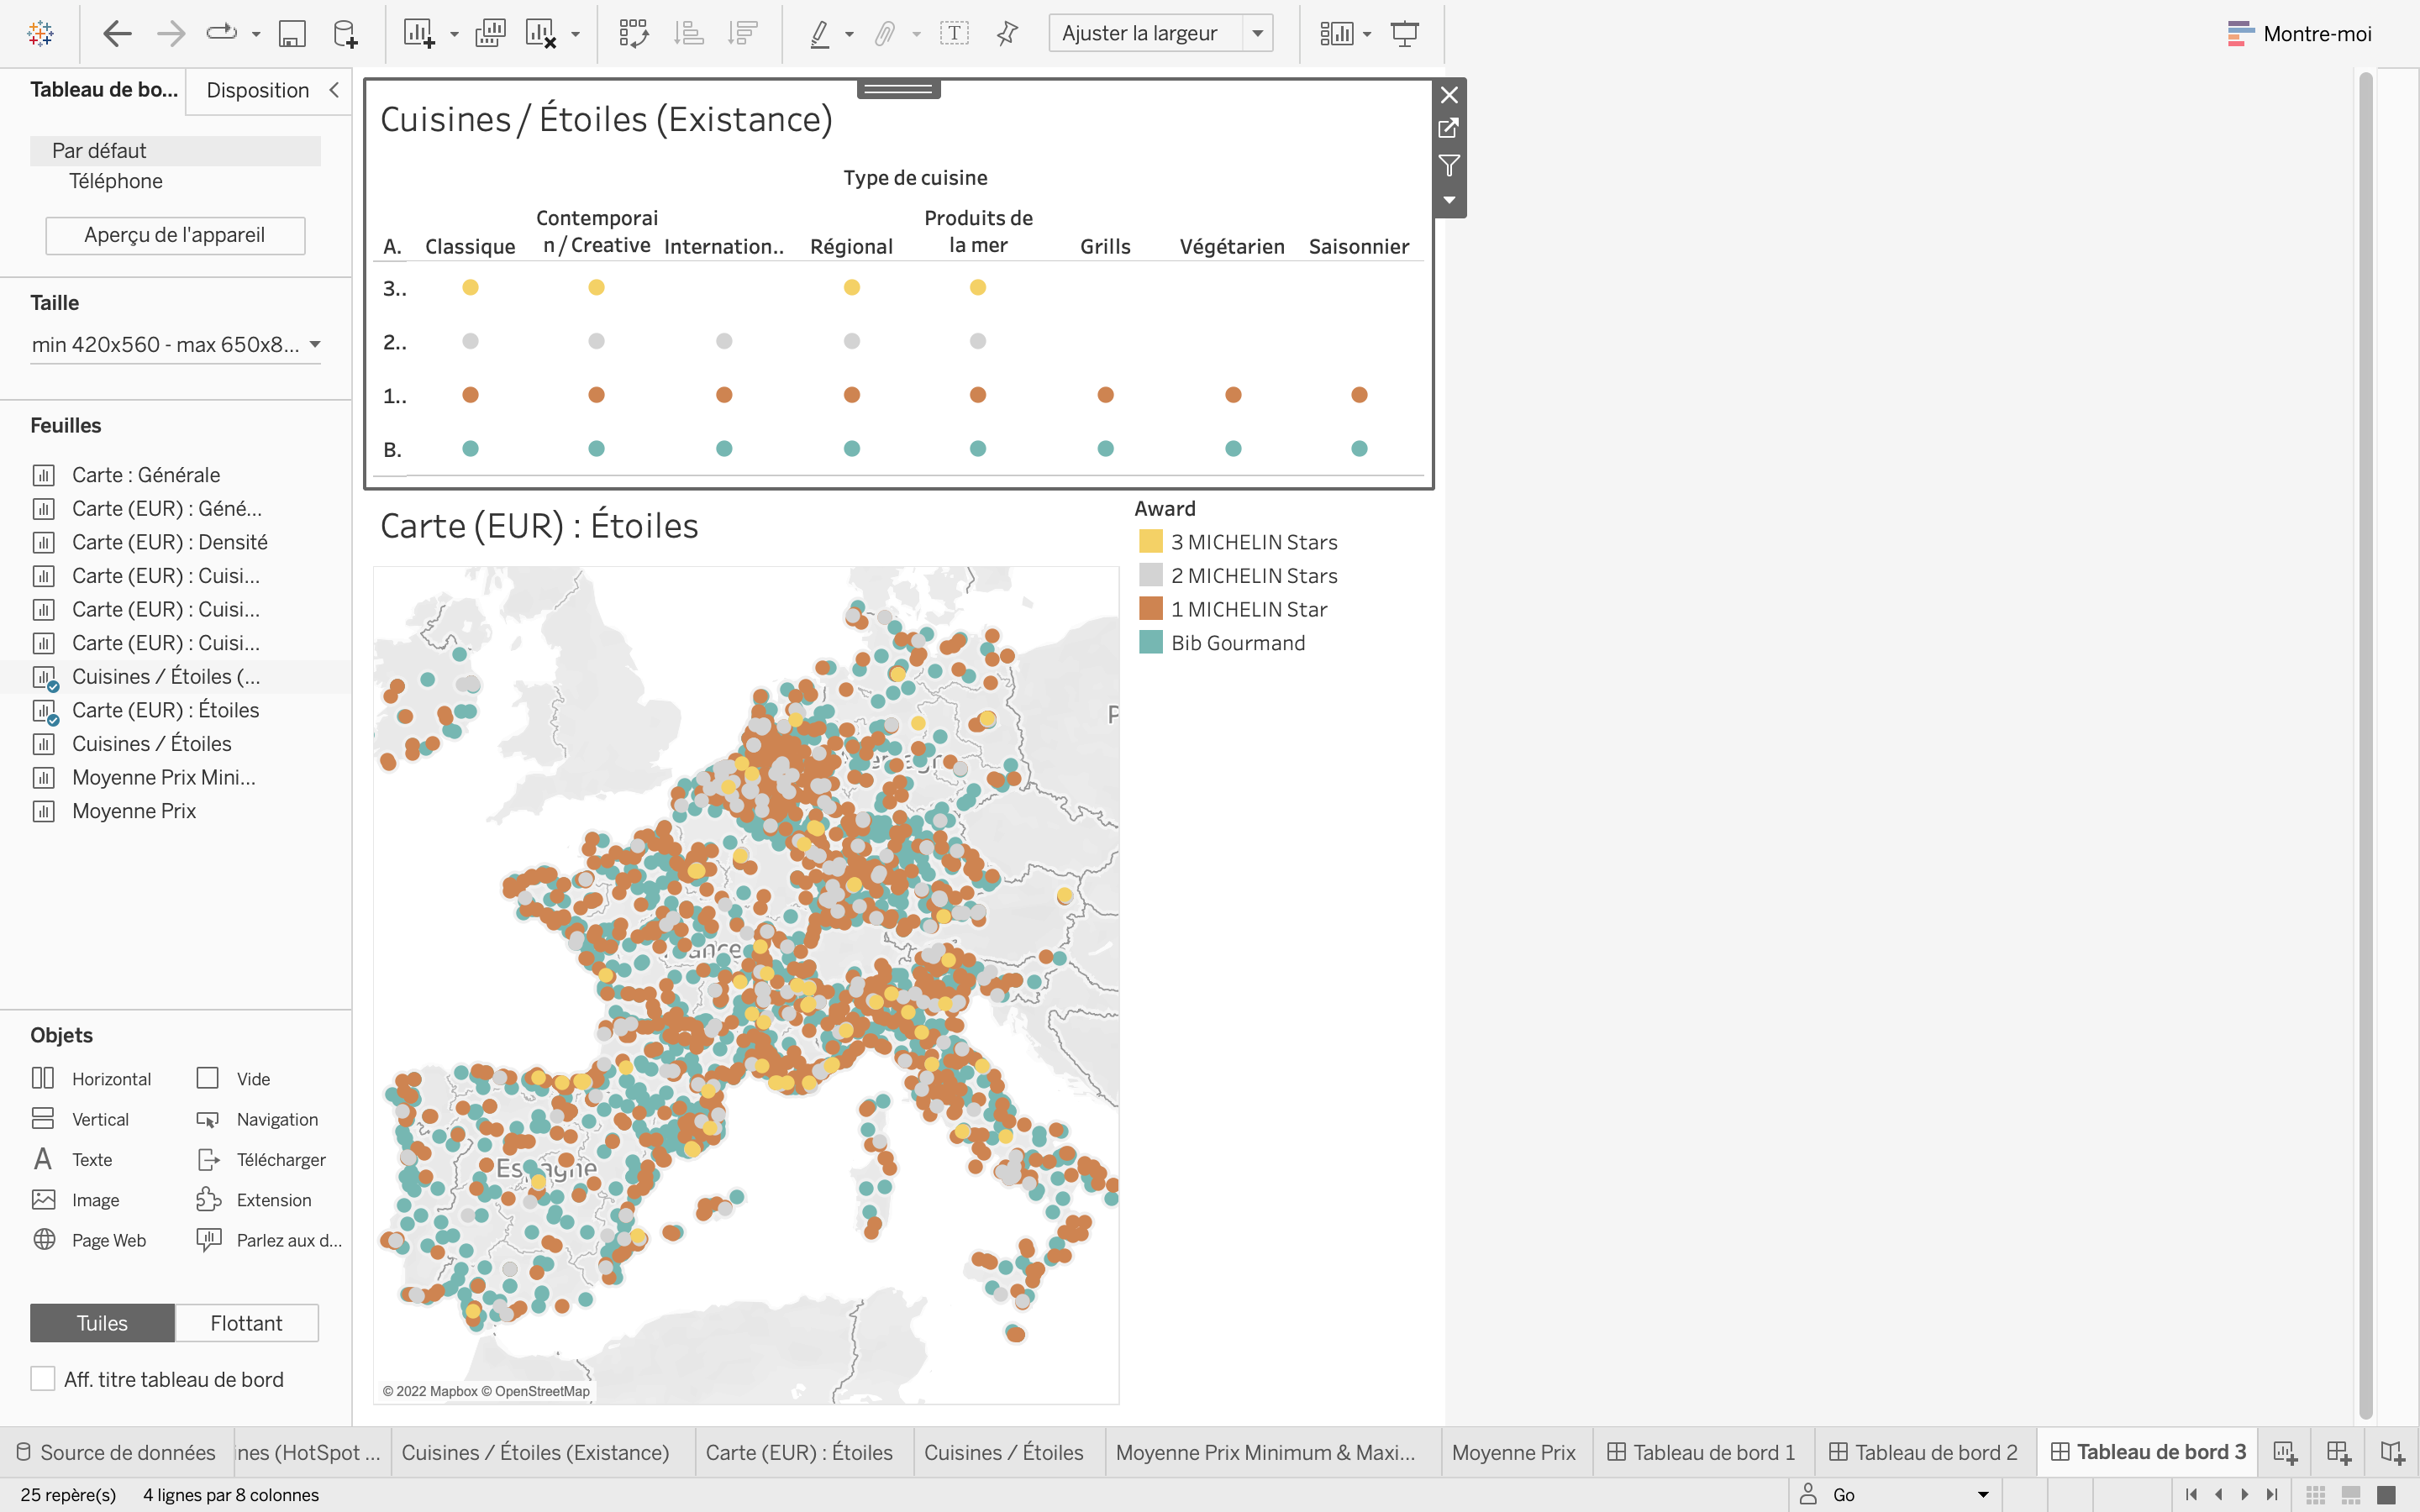 Ajuster la largeur
Montre-moi
Tableau de bo...
Disposition
Par défaut
Téléphone
Aperçu de l'appareil
Taille
min 420x560 - max 650x8...
Feuilles
Carte : Générale
Carte (EUR) : Géné...
Carte (EUR) : Densité
Carte (EUR) : Cuisi...
Carte (EUR) : Cuisi...
Carte (EUR) : Cuisi...
Cuisines / Étoiles (...
Carte (EUR) : Étoiles
Cuisines / Étoiles
Moyenne Prix Mini...
Moyenne Prix
Objets
Horizontal
Vide
Vertical
Navigation
Texte
Télécharger
Image
Extension
Page Web
Parlez aux d...
Tuiles
Flottant
Aff. titre tableau de bord
Cuisines / Étoiles (Existance)
Type de cuisine
A.
Classique
Contemporai
n / Creative
Internation..
Régional
Produits de
la mer
Grills
Végétarien
Saisonnier
3..
2..
1..
B.
Carte (EUR) : Étoiles
Award
3 MICHELIN Stars
2 MICHELIN Stars
1 MICHELIN Star
Bib Gourmand
Espagne
© 2022 Mapbox © OpenStreetMap
Source de données
ines (HotSpot ...
Cuisines / Étoiles (Existance)
Carte (EUR) : Étoiles
Cuisines / Étoiles
Moyenne Prix Minimum & Maxi...
Moyenne Prix
Tableau de bord 1
Tableau de bord 2
Tableau de bord 3
25 repère(s)
4 lignes par 8 colonnes
Go